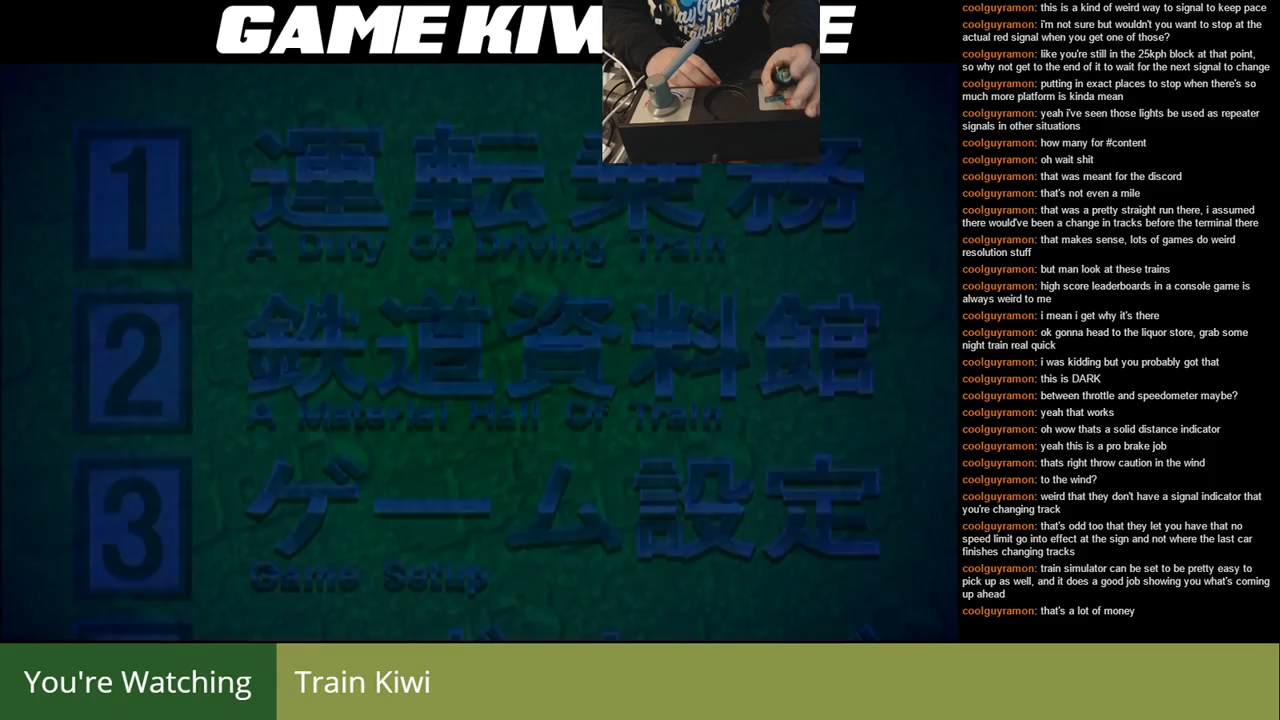 GAME KIW E
1
運転業務
A Duty Of Driving Train
2
鉄道資料館
A Material Hall Of Train
3
ゲーム設定
Game Setup
coolguyramon: this is a kind of weird way to signal to keep pace
coolguyramon: i'm not sure but wouldn't you want to stop at the
actual red signal when you get one of those?
coolguyramon: like you're still in the 25kph block at that point,
so why not get to the end of it to wait for the next signal to change
coolguyramon: putting in exact places to stop when there's so
much more platform is kinda mean
coolguyramon: yeah i've seen those lights be used as repeater
signals in other situations
coolguyramon: how many for #content
coolguyramon: oh wait shit
coolguyramon: that was meant for the discord
coolguyramon: that's not even a mile
coolguyramon: that was a pretty straight run there, i assumed
there would've been a change in tracks before the terminal there
coolguyramon: that makes sense, lots of games do weird
resolution stuff
coolguyramon: but man look at these trains
coolguyramon: high score leaderboards in a console game is
always weird to me
coolguyramon: i mean i get why it's there
coolguyramon: ok gonna head to the liquor store, grab some
night train real quick
coolguyramon: i was kidding but you probably got that
coolguyramon: this is DARK
coolguyramon: between throttle and speedometer maybe?
coolguyramon: yeah that works
coolguyramon: oh wow thats a solid distance indicator
coolguyramon: yeah this is a pro brake job
coolguyramon: thats right throw caution in the wind
coolguyramon: to the wind?
coolguyramon: weird that they don't have a signal indicator that
you're changing track
coolguyramon: that's odd too that they let you have that no
speed limit go into effect at the sign and not where the last car
finishes changing tracks
coolguyramon: train simulator can be set to be pretty easy to
pick up as well, and it does a good job showing you what's coming
up ahead
coolguyramon: that's a lot of money
You're Watching
Train Kiwi